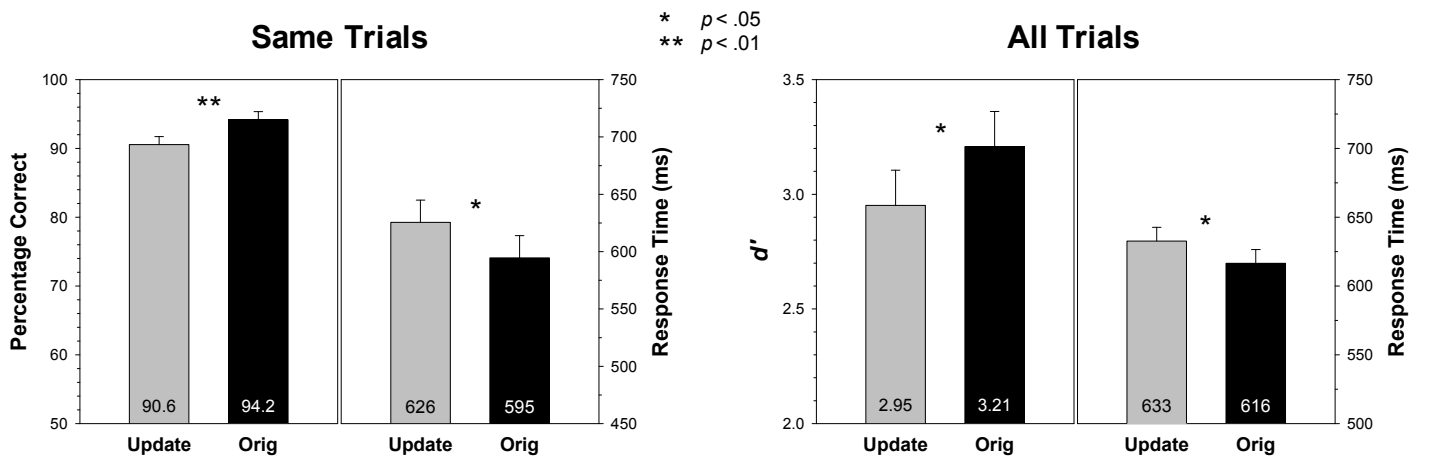 * p < .05
** p < .01
Same Trials
All Trials
Percentage Correct
100
90
80
70
60
50
**
90.6
94.2
Update
Orig
*
626
595
Update
Orig
750
700
650
600
550
500
450
Response Time (ms)
d'
3.5
3.0
2.5
2.0
*
2.95
3.21
Update
Orig
*
633
616
Update
Orig
750
700
650
600
550
500
Response Time (ms)